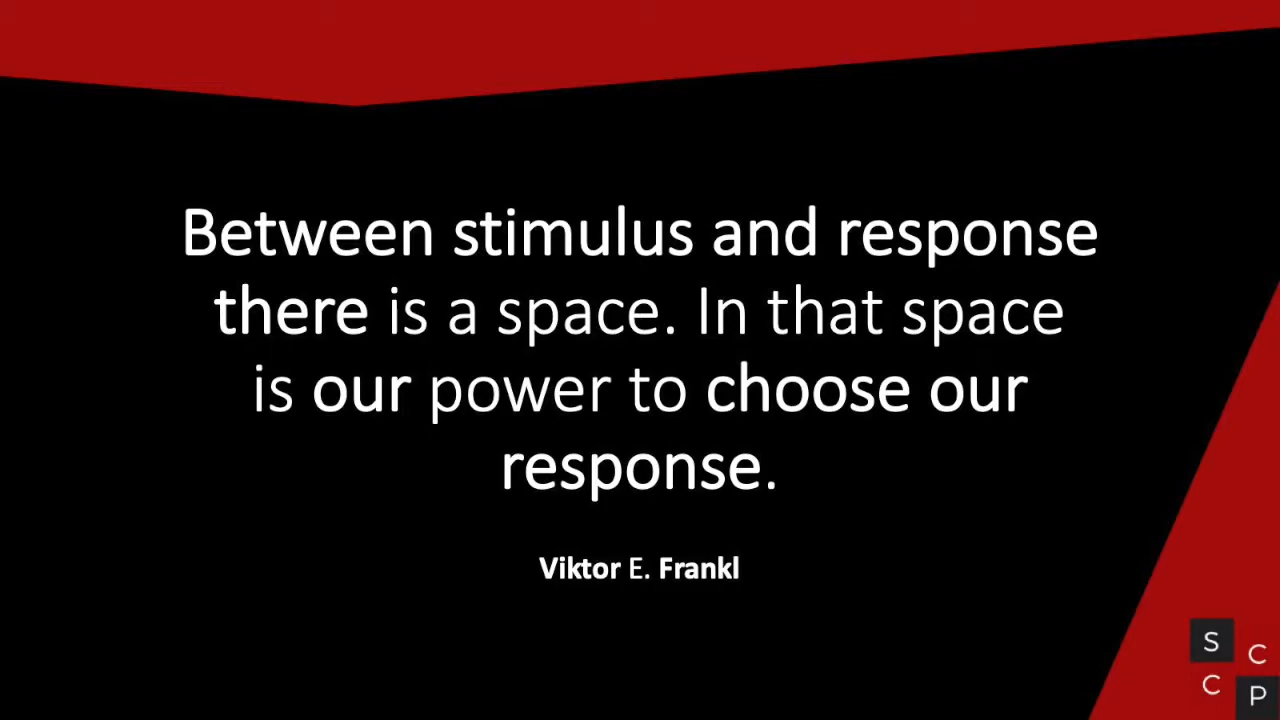 Between stimulus and response
there is a space. In that space
is our power to choose our
response.
Viktor E. Frankl
S
C
C
P